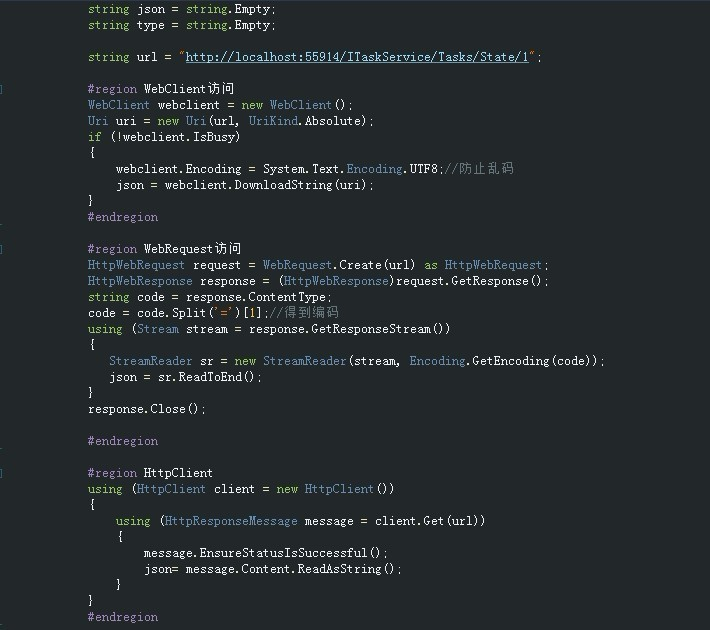 string json = string.Empty;
string type = string.Empty;
string url = "http://localhost:55914/ITaskService/Tasks/State/1";
#region WebClient访问
WebClient webclient = new WebClient();
Uri uri = new Uri(url, UriKind.Absolute);
if (!webclient.IsBusy)
{
webclient.Encoding = System.Text.Encoding.UTF8;//防止乱码
json = webclient.DownloadString(uri);
}
#endregion
#region WebRequest访问
HttpWebRequest request = WebRequest.Create(url) as HttpWebRequest;
HttpWebResponse response = (HttpWebResponse)request.GetResponse();
string code = response.ContentType;
code = code.Split('=')[1];//得到编码
using (Stream stream = response.GetResponseStream())
{
StreamReader sr = new StreamReader(stream, Encoding.GetEncoding(code));
json = sr.ReadToEnd();
}
response.Close();
#endregion
#region HttpClient
using (HttpClient client = new HttpClient())
{
using (HttpResponseMessage message = client.Get(url))
{
message.EnsureStatusIsSuccessful();
json= message.Content.ReadAsString();
}
}
#endregion